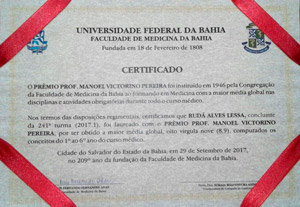 UNIVERSIDADE FEDERAL DA BAHIA
FACULDADE DE MEDICINA DA BAHIA
Fundada em 18 de Fevereiro de 1808
CERTIFICADO
O PRÊMIO PROF. MANOEL VICTORINO PEREIRA foi instituído em 1946 pela Congregação
da Faculdade de Medicina da Bahia ao formando em Medicina com a maior média global nas
disciplinas e atividades obrigatórias durante todo o curso médico.
Nos termos das disposições regimentais, certificamos que RUDÁ ALVES LESSA, concluinte
da 241ª turma (2017.1), foi laureado com o PRÊMIO PROF. MANOEL VICTORINO
PEREIRA, por ser obtido a maior média global, oito vírgula nove (8,9), computados os
conceitos do 1º ao 6º ano do curso médico.
Cidade do Salvador do Estado da Bahia, em 29 de Setembro de 2017,
no 209º ano da fundação da Faculdade de Medicina da Bahia.